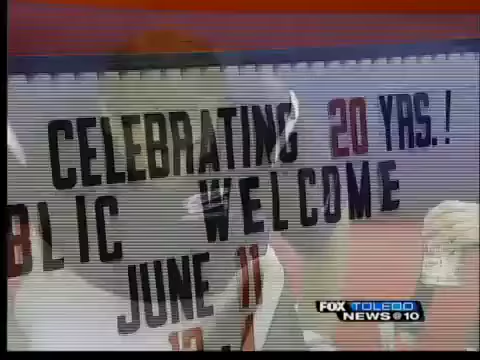 CELEBRATING 20 YRS.!
BLIC WELCOME
JUNE 11
FOX TOLEDO
NEWS @ 10